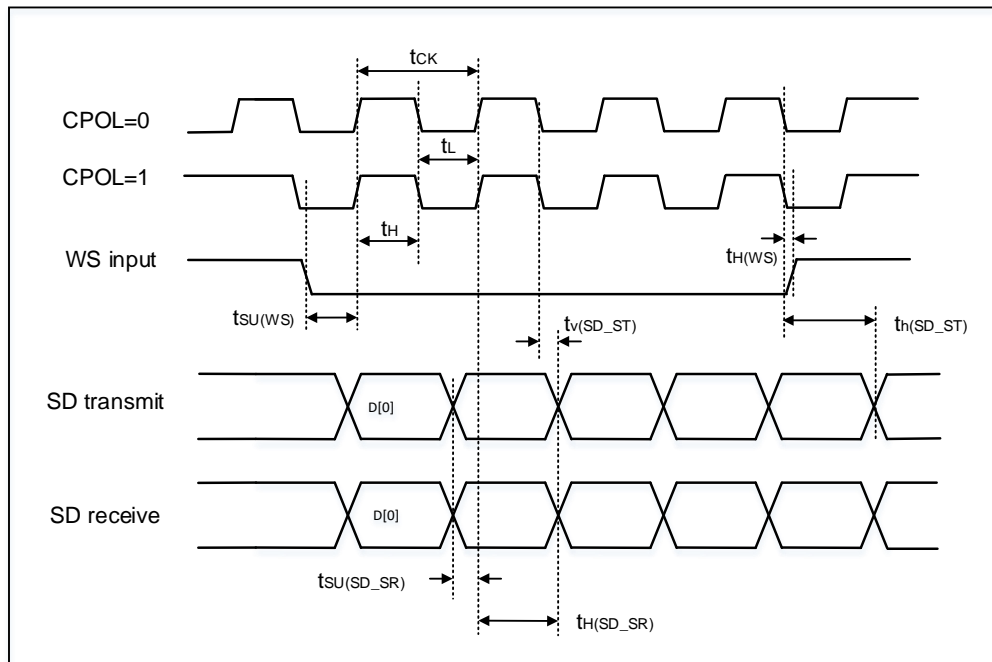 tCK
CPOL=0
tL
CPOL=1
tH
WS input
tH(WS)
tSU(WS)
tv(SD_ST)
th(SD_ST)
SD transmit
D[0]
SD receive
D[0]
tSU(SD_SR)
tH(SD_SR)